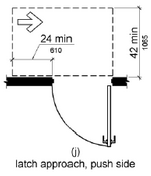 24 min
610
42 min
1065
(j)
latch approach, push side